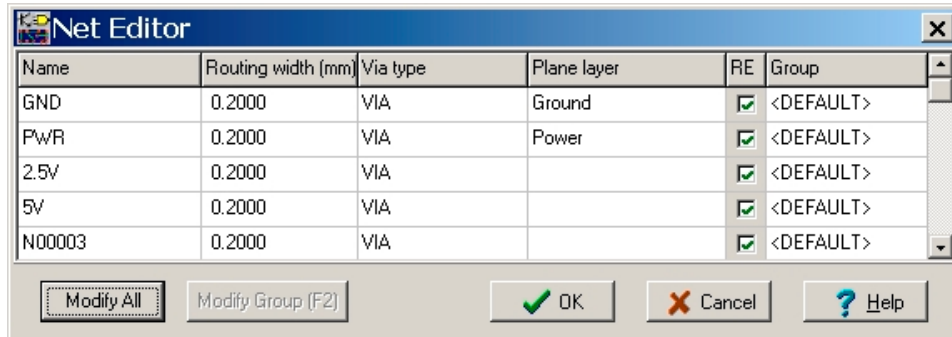 Net Editor
Name Routing width (mm) Via type Plane layer RE Group
GND 0.2000 VIA Ground <DEFAULT>
PWR 0.2000 VIA Power <DEFAULT>
2.5V 0.2000 VIA <DEFAULT>
5V 0.2000 VIA <DEFAULT>
N00003 0.2000 VIA <DEFAULT>
Modify All Modify Group (F2) OK Cancel Help